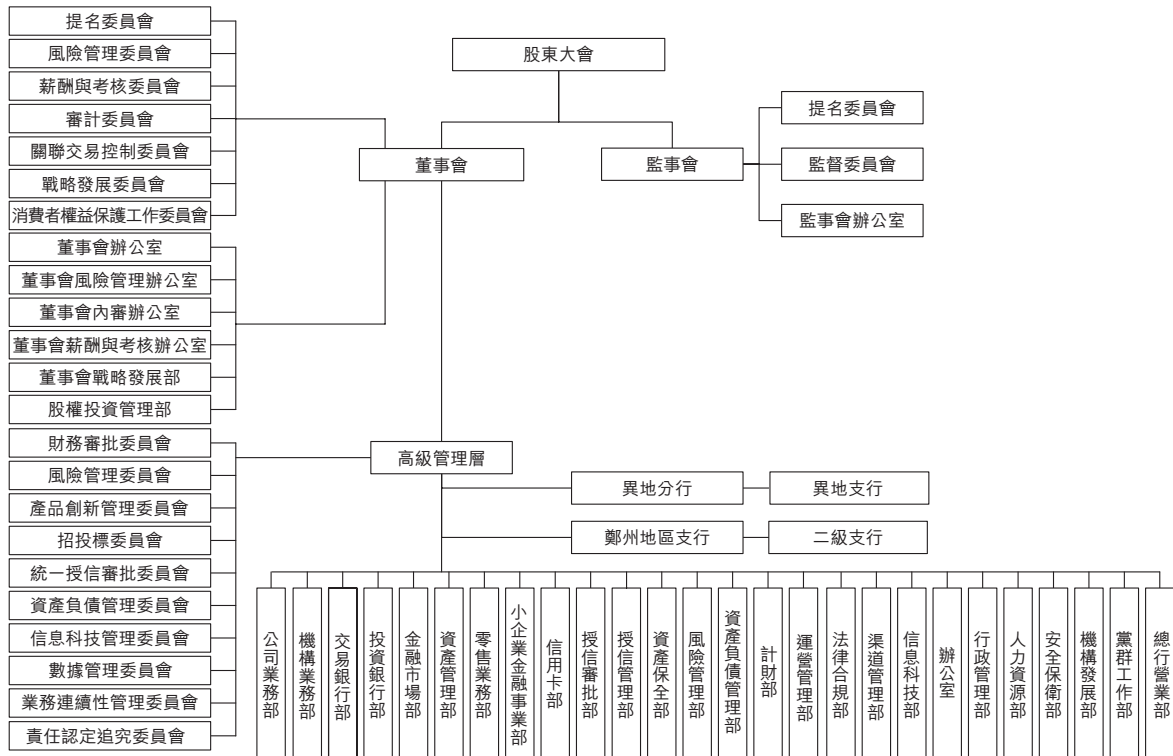 股東大會
董事會
監事會
提名委員會
監督委員會
監事會辦公室
提名委員會
風險管理委員會
薪酬與考核委員會
審計委員會
關聯交易控制委員會
戰略發展委員會
消費者權益保護工作委員會
董事會辦公室
董事會風險管理辦公室
董事會內審辦公室
董事會薪酬與考核辦公室
董事會戰略發展部
股權投資管理部
高級管理層
財務審批委員會
風險管理委員會
產品創新管理委員會
招投標委員會
統一授信審批委員會
資產負債管理委員會
信息科技管理委員會
數據管理委員會
業務連續性管理委員會
責任認定追究委員會
異地分行
異地支行
鄭州地區支行
二級支行
公司業務部
機構業務部
交易銀行部
投資銀行部
金融市場部
資產管理部
零售業務部
小企業金融事業部
信用卡部
授信審批部
授信管理部
資產保全部
風險管理部
資產負債管理部
計財部
運營管理部
法律合規部
渠道管理部
信息科技部
辦公室
行政管理部
人力資源部
安全保衛部
機構發展部
黨群工作部
總行營業部